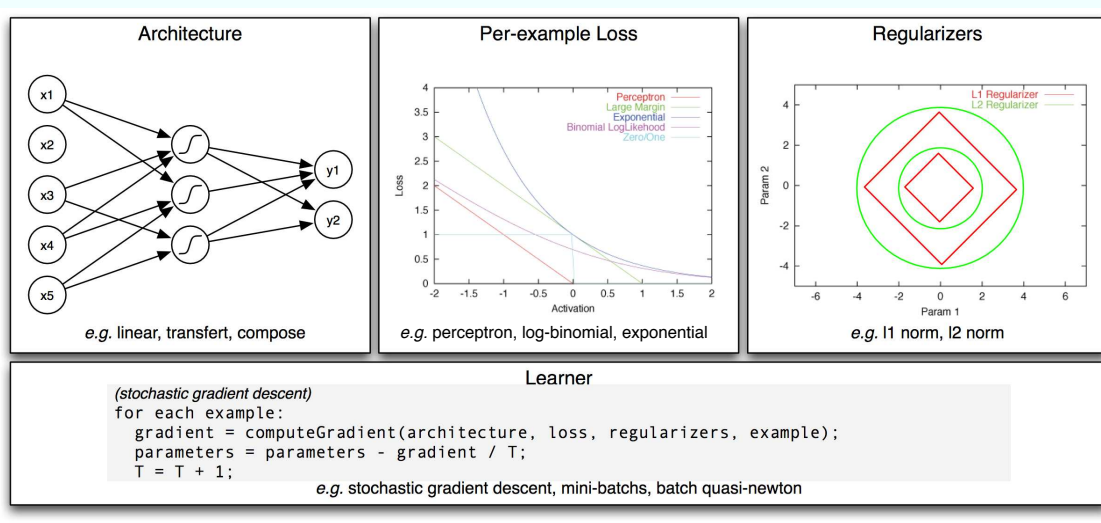 Architecture
x1
x2
x3
x4
x5
y1
y2
e.g. linear, transfert, compose
Per-example Loss
Perceptron
Large Margin
Exponential
Binomial LogLikehood
Zero/One
4
3.5
3
2.5
2
1.5
1
0.5
0
Loss
-2 -1.5 -1 -0.5 0 0.5 1 1.5 2
Activation
e.g. perceptron, log-binomial, exponential
Regularizers
L1 Regularizer
L2 Regularizer
4
2
0
-2
-4
Param 2
-6 -4 -2 0 2 4 6
Param 1
e.g. l1 norm, l2 norm
Learner
(stochastic gradient descent)
for each example:
gradient = computeGradient(architecture, loss, regularizers, example);
parameters = parameters - gradient / T;
T = T + 1;
e.g. stochastic gradient descent, mini-batchs, batch quasi-newton